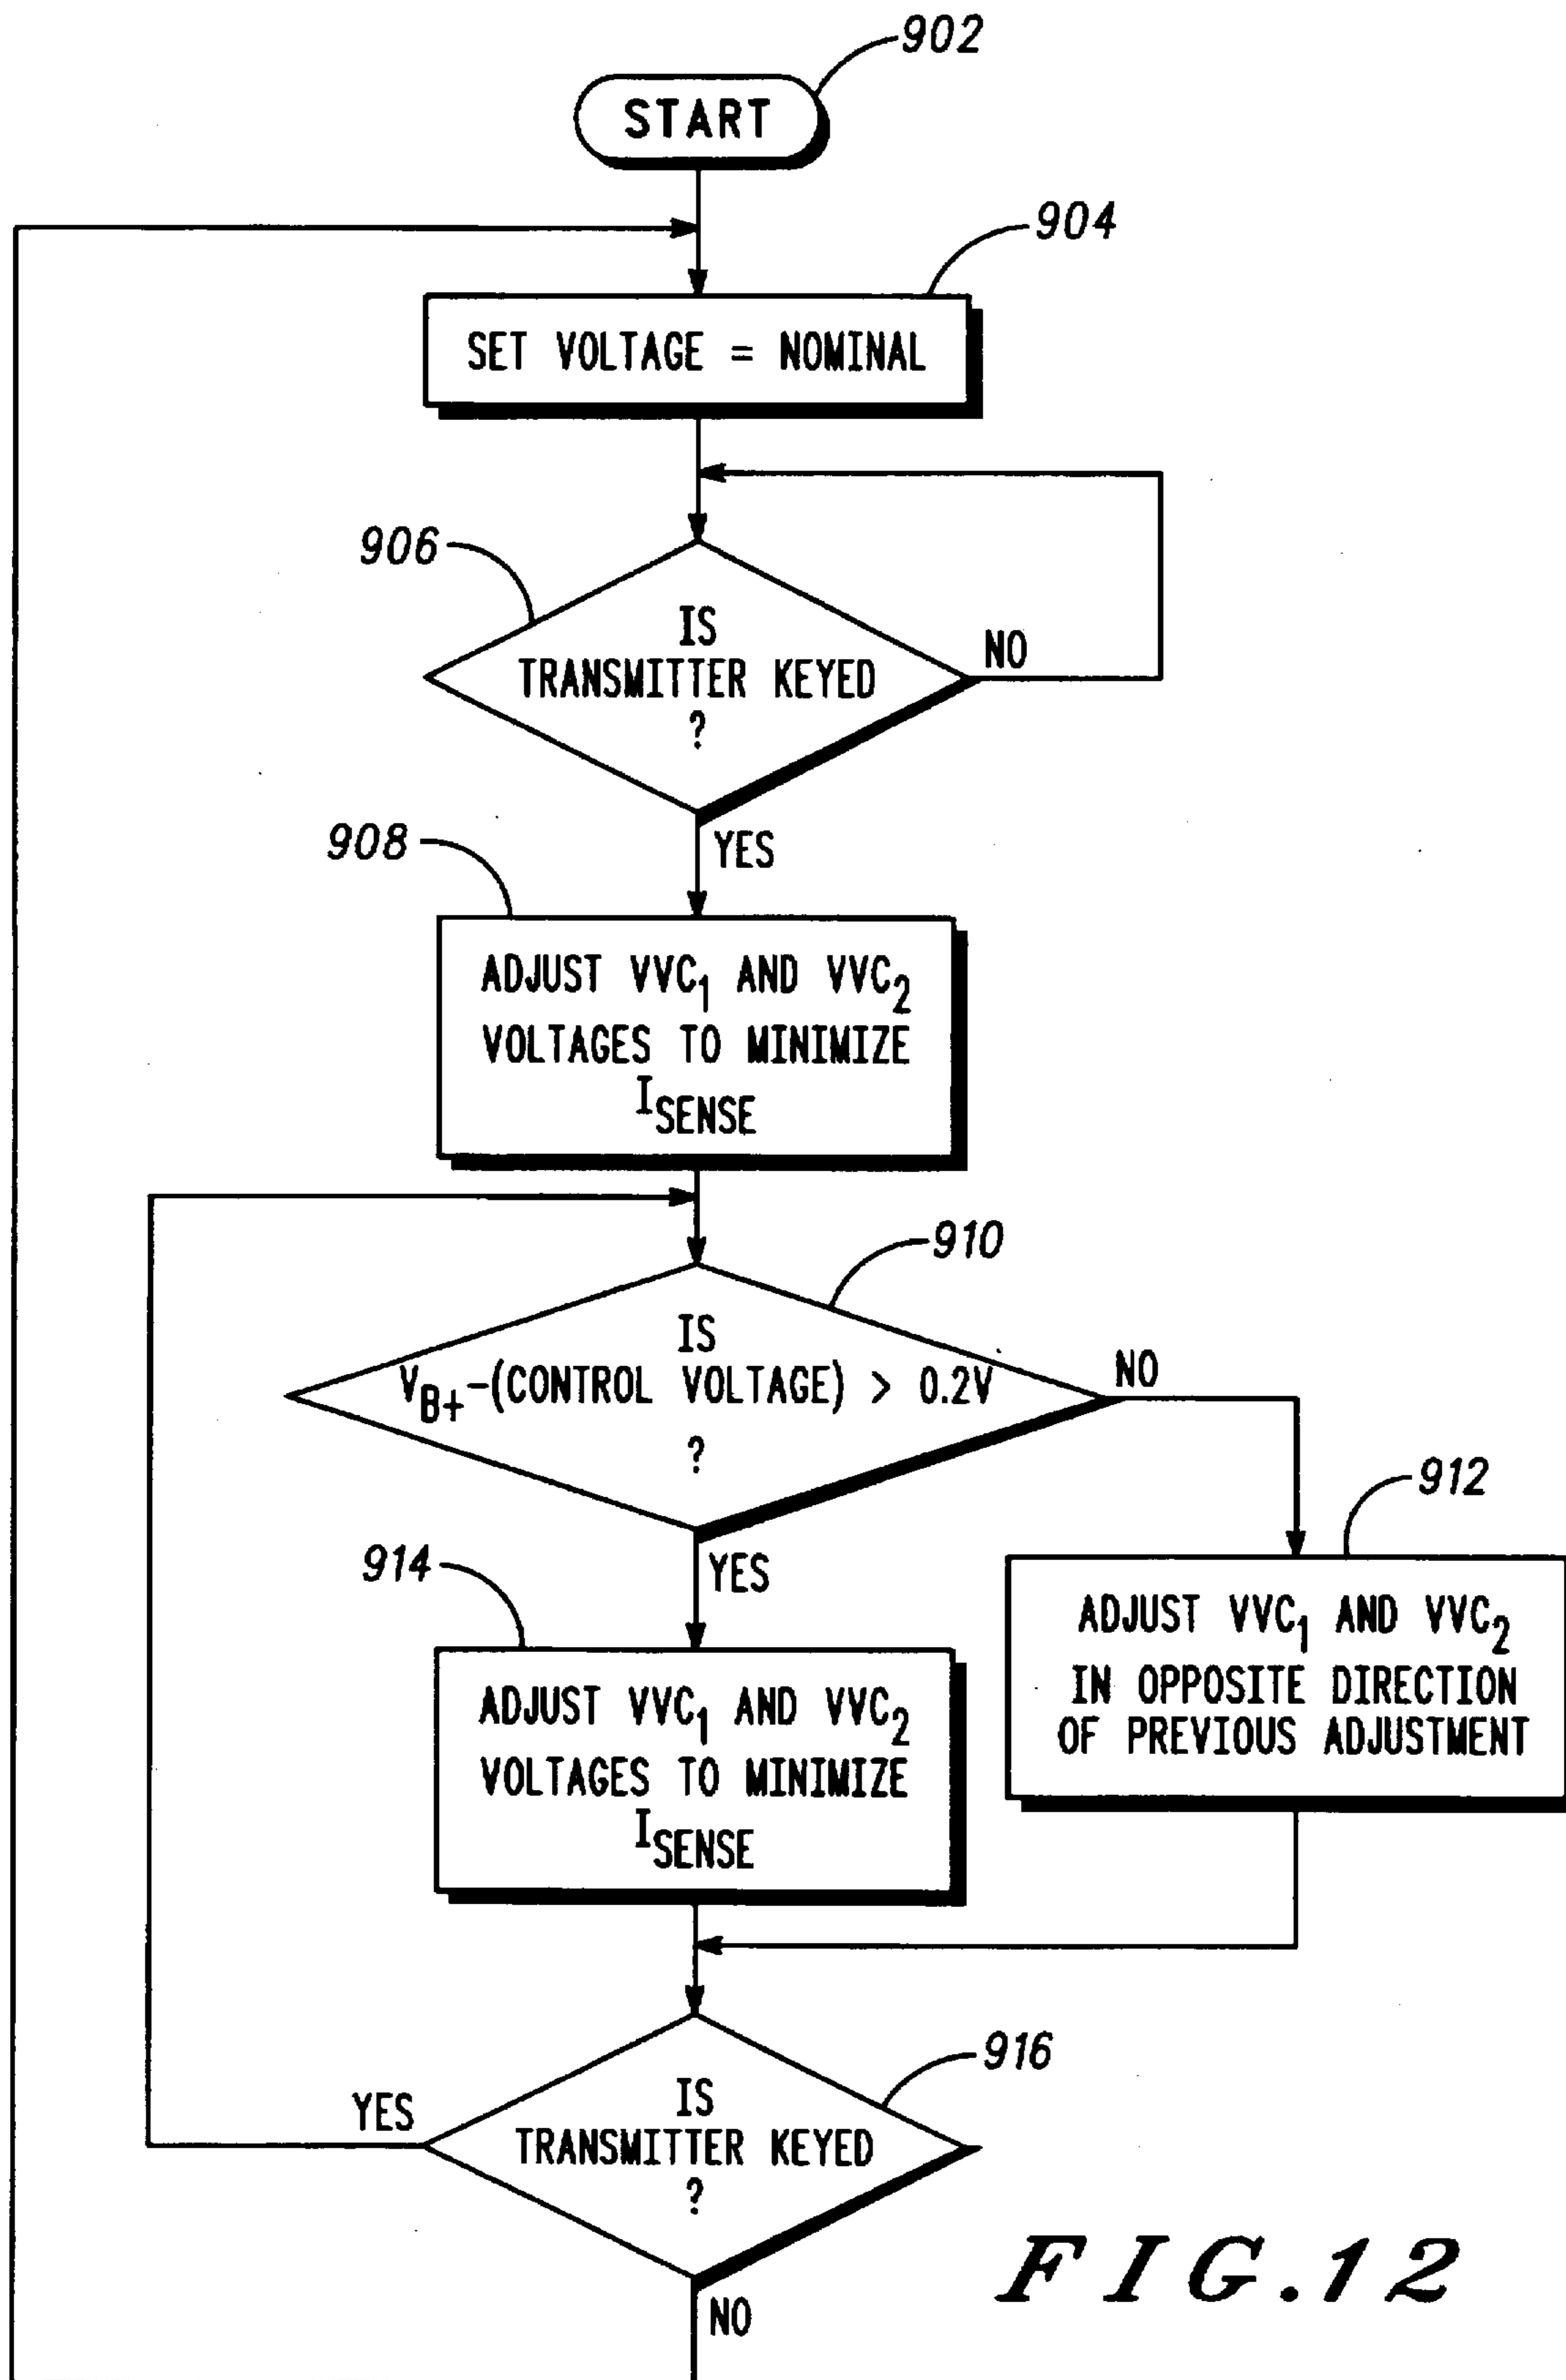 902
START
904
SET VOLTAGE = NOMINAL
906
IS
TRANSMITTER KEYED
?
NO
YES
908
ADJUST VVC1 AND VVC2
VOLTAGES TO MINIMIZE
ISENSE
910
IS
VB+-(CONTROL VOLTAGE) > 0.2V
?
NO
YES
912
ADJUST VVC1 AND VVC2
IN OPPOSITE DIRECTION
OF PREVIOUS ADJUSTMENT
914
ADJUST VVC1 AND VVC2
VOLTAGES TO MINIMIZE
ISENSE
916
IS
TRANSMITTER KEYED
?
YES
NO
FIG.12